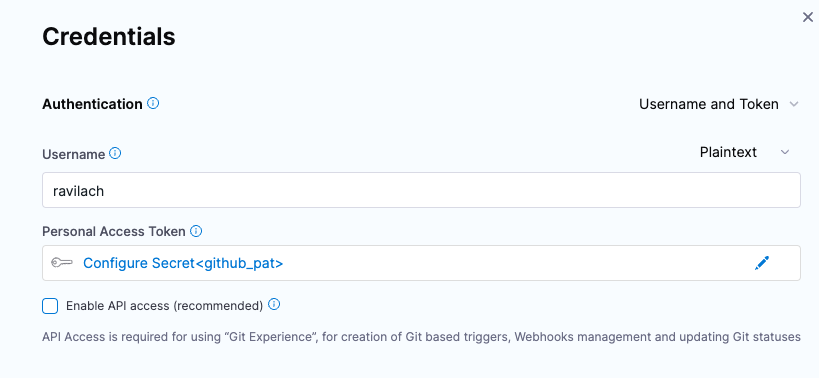 Credentials
Authentication Username and Token
Username Plaintext
ravilach
Personal Access Token
Configure Secret<github_pat>
Enable API access (recommended)
API Access is required for using “Git Experience”, for creation of Git based triggers, Webhooks management and updating Git statuses